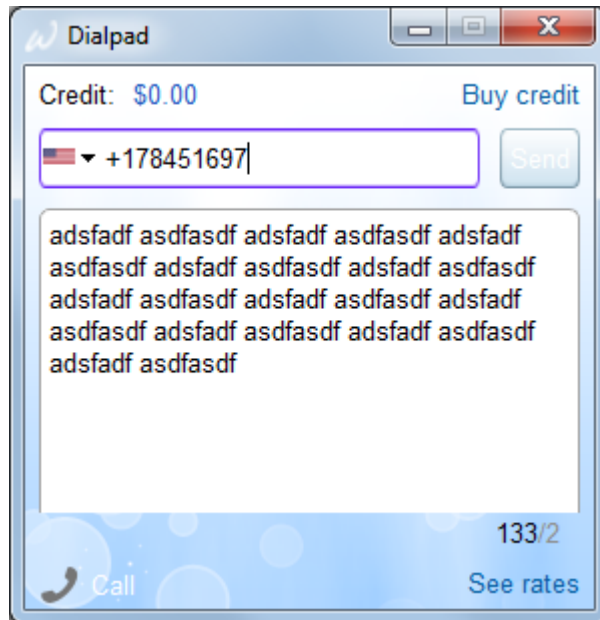 Dialpad
Credit: $0.00 Buy credit
+178451697 Send
adsfadf asdfasdf adsfadf asdfasdf adsfadf
asdfasdf adsfadf asdfasdf adsfadf asdfasdf
adsfadf asdfasdf adsfadf asdfasdf adsfadf
asdfasdf adsfadf asdfasdf adsfadf asdfasdf
adsfadf asdfasdf
133/2
Call See rates